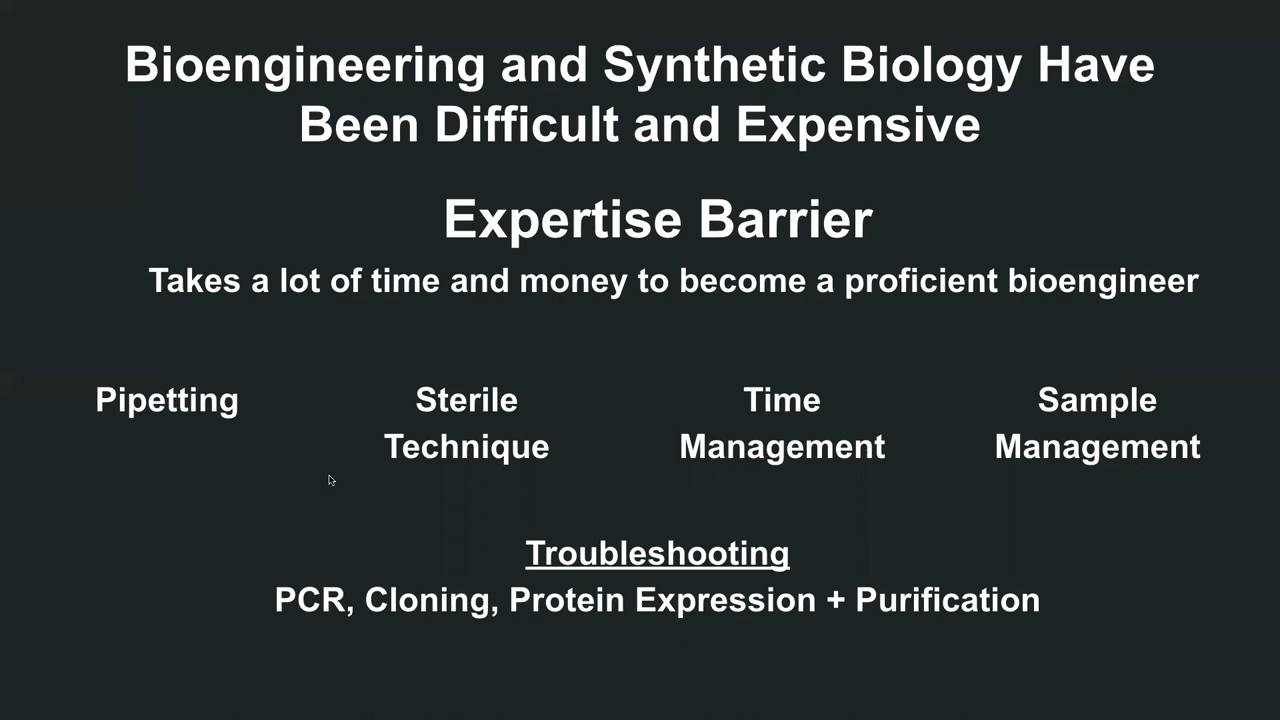 Bioengineering and Synthetic Biology Have
Been Difficult and Expensive
Expertise Barrier
Takes a lot of time and money to become a proficient bioengineer
Pipetting
Sterile
Technique
Time
Management
Sample
Management
Troubleshooting
PCR, Cloning, Protein Expression + Purification